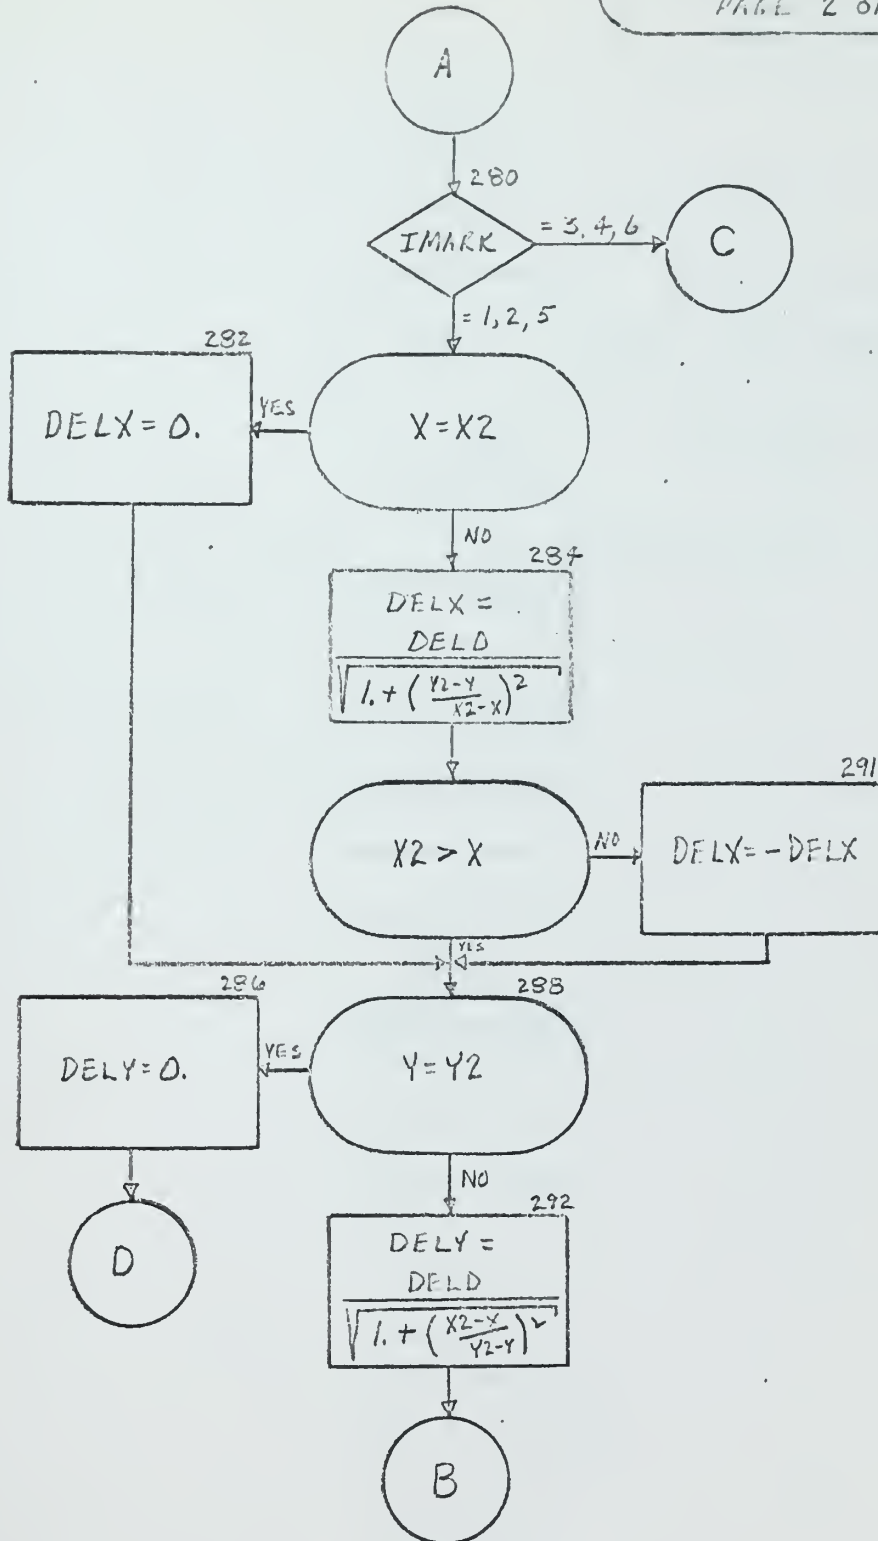 PAGE 2 O
A
280
IMARK
= 3, 4, 6
C
= 1, 2, 5
282
DELX = 0.
YES
X = X2
NO
284
DELX =
DELD
√1. + (Y2-Y / X2-X)²
291
X2 > X
NO
DELX = -DELX
YES
286
288
DELY = 0.
YES
Y = Y2
NO
D
292
DELY =
DELD
√1. + (X2-X / Y2-Y)²
B